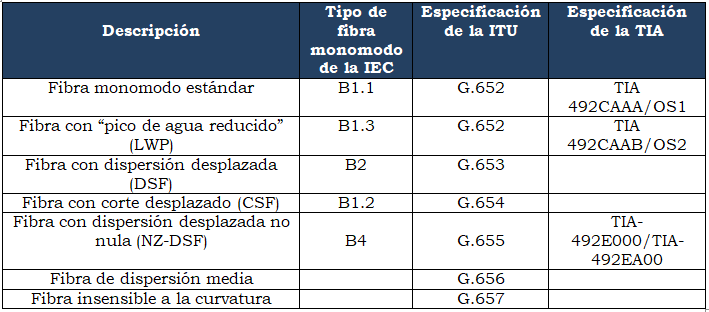 Descripción
Tipo de
fibra
monomodo
de la IEC
Especificación
de la ITU
Especificación
de la TIA
Fibra monomodo estándar
B1.1
G.652
TIA
492CAAA/OS1
Fibra con “pico de agua reducido”
(LWP)
B1.3
G.652
TIA
492CAAB/OS2
Fibra con dispersión desplazada
(DSF)
B2
G.653
Fibra con corte desplazado (CSF)
B1.2
G.654
Fibra con dispersión desplazada no
nula (NZ-DSF)
B4
G.655
TIA-
492E000/TIA-
492EA00
Fibra de dispersión media
G.656
Fibra insensible a la curvatura
G.657